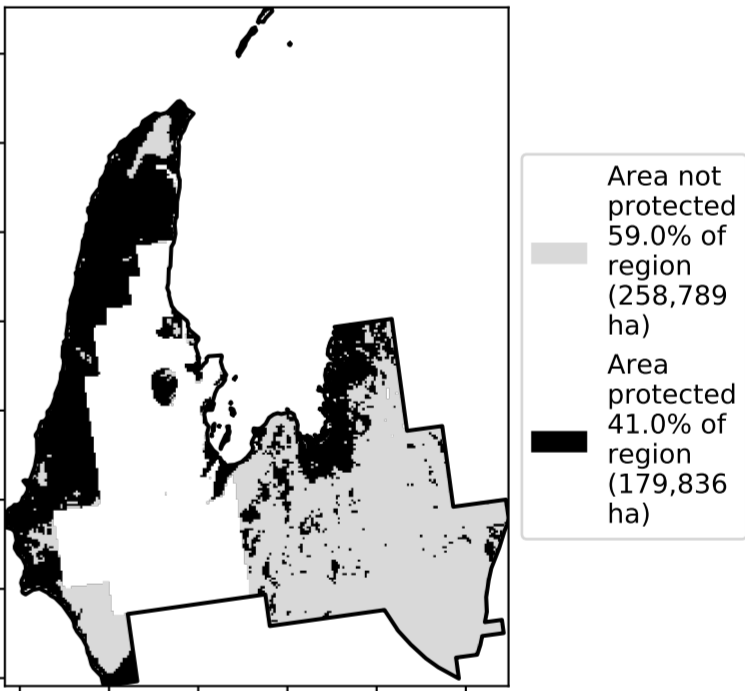 Area not
protected
59.0% of
region
(258,789
ha)
Area
protected
41.0% of
region
(179,836
ha)